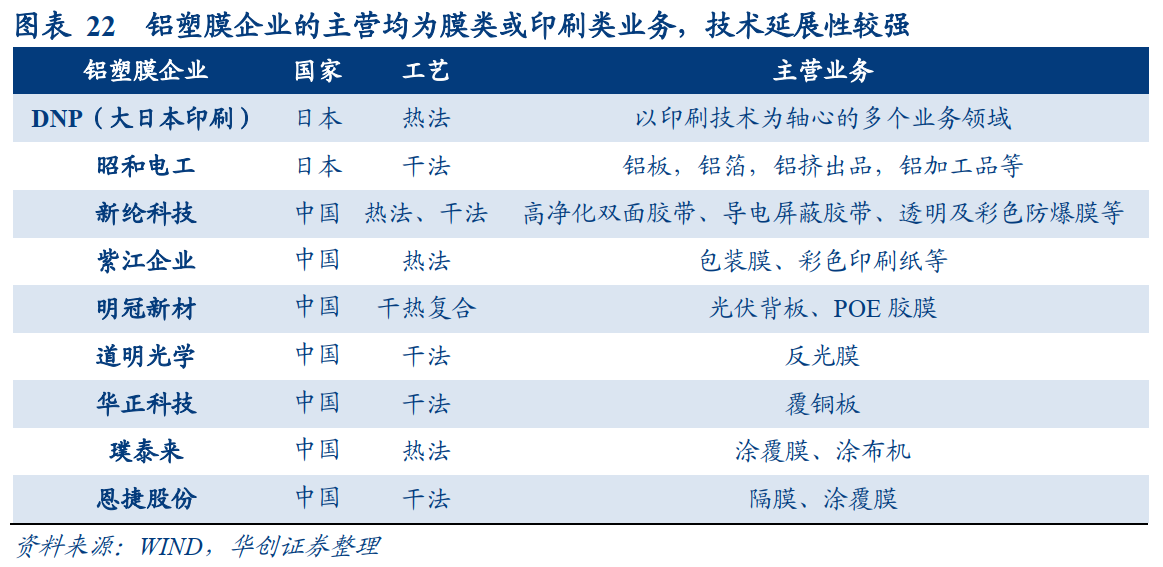 图表 22 铝塑膜企业的主营均为膜类或印刷类业务，技术延展性较强
铝塑膜企业 国家 工艺 主营业务
DNP（大日本印刷） 日本 热法 以印刷技术为轴心的多个业务领域
昭和电工 日本 干法 铝板，铝箔，铝挤出品，铝加工品等
新纶科技 中国 热法、干法 高净化双面胶带、导电屏蔽胶带、透明及彩色防爆膜等
紫江企业 中国 热法 包装膜、彩色印刷纸等
明冠新材 中国 干热复合 光伏背板、POE 胶膜
道明光学 中国 干法 反光膜
华正科技 中国 干法 覆铜板
璞泰来 中国 热法 涂覆膜、涂布机
恩捷股份 中国 干法 隔膜、涂覆膜
资料来源：WIND，华创证券整理